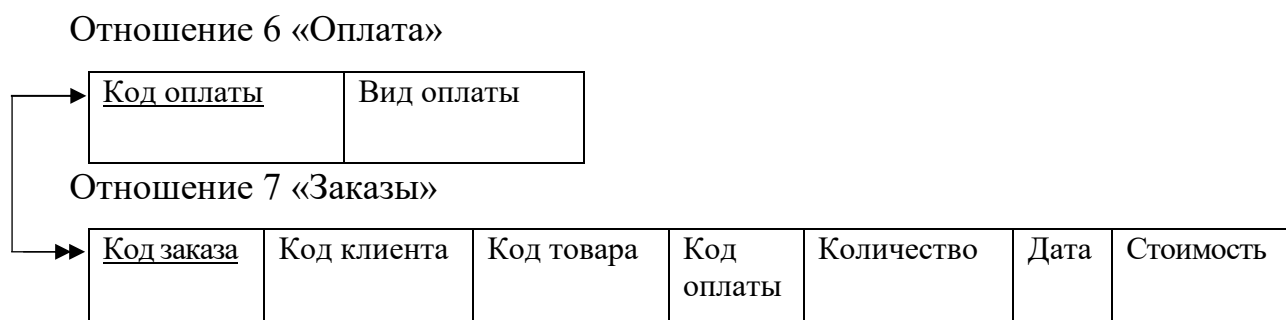 Отношение 6 «Оплата»
Код оплаты Вид оплаты
Отношение 7 «Заказы»
Код заказа Код клиента Код товара Код оплаты Количество Дата Стоимость